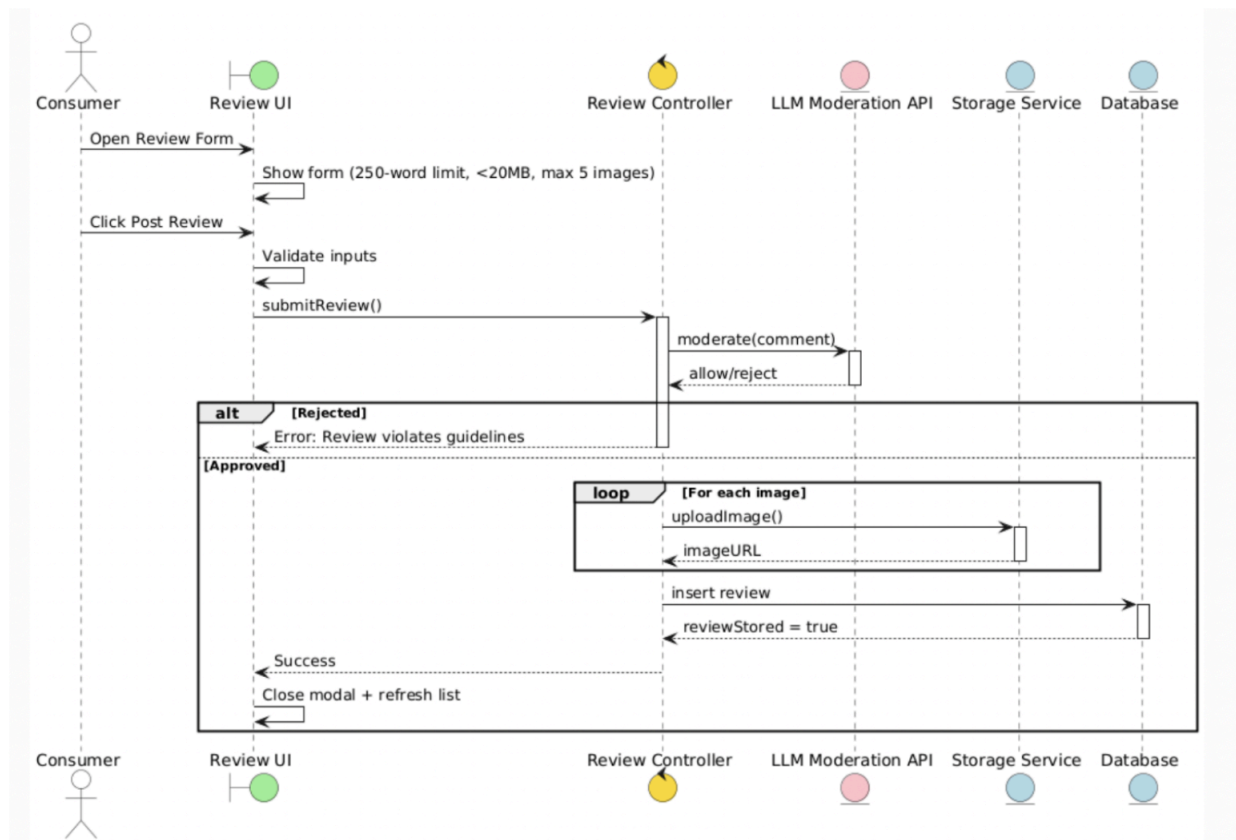 Consumer
Review UI
Review Controller
LLM Moderation API
Storage Service
Database
Open Review Form
Show form (250-word limit, <20MB, max 5 images)
Click Post Review
Validate inputs
submitReview()
moderate(comment)
allow/reject
alt [Rejected]
Error: Review violates guidelines
[Approved]
loop [For each image]
uploadImage()
imageURL
insert review
reviewStored = true
Success
Close modal + refresh list
Consumer
Review UI
Review Controller
LLM Moderation API
Storage Service
Database